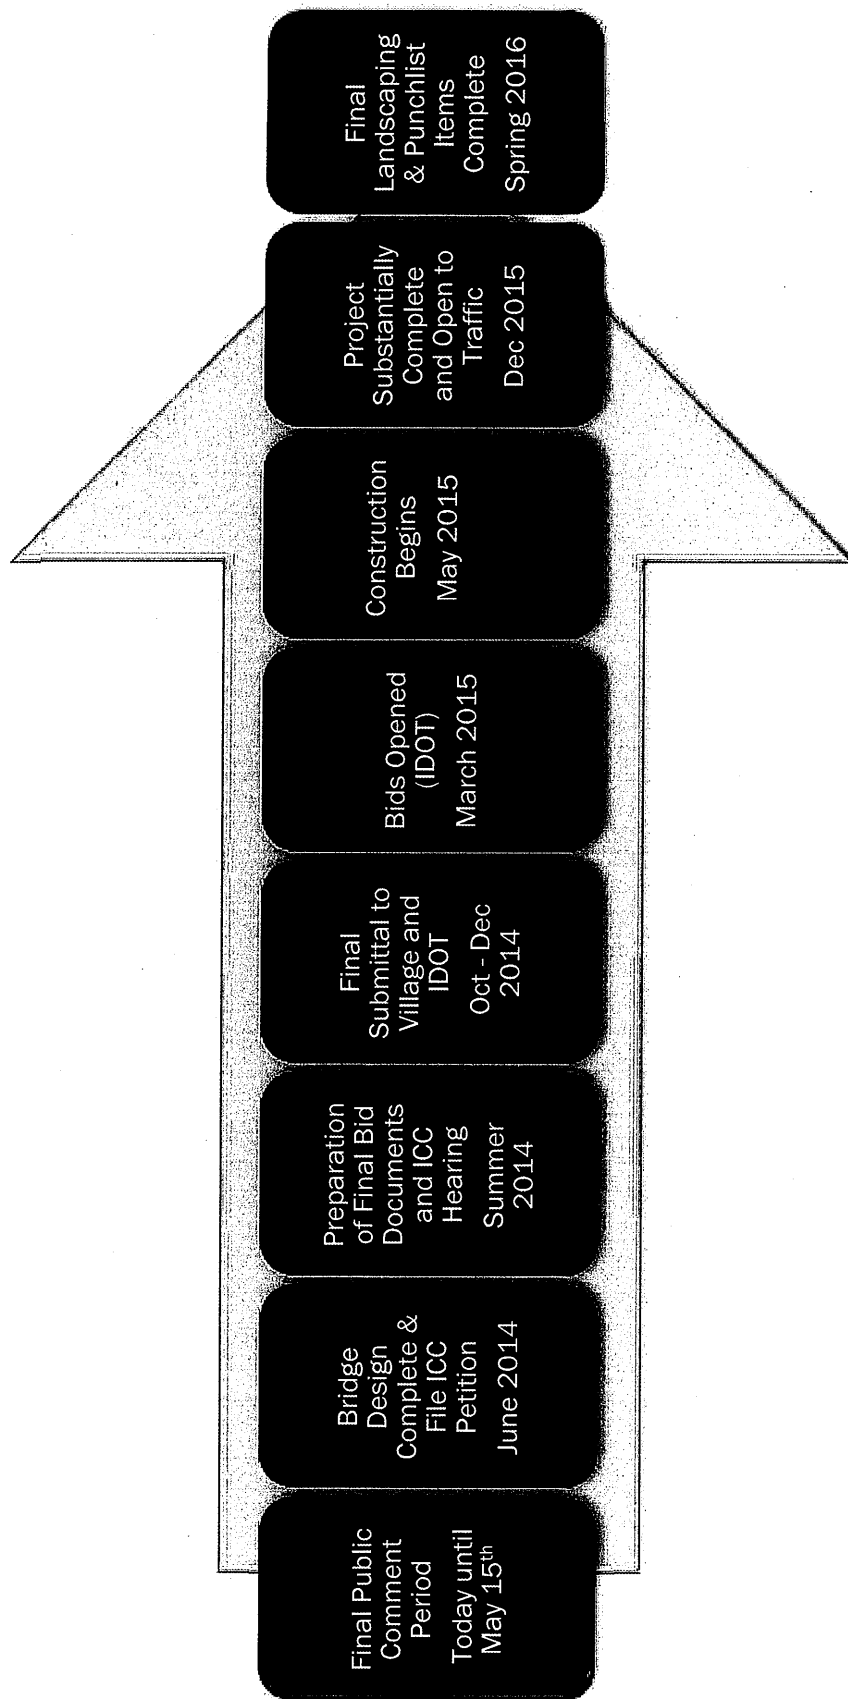 Final Public
Comment
Period
Today until
May 15th
Bridge
Design
Complete &
File ICC
Petition
June 2014
Preparation
of Final Bid
Documents
and ICC
Hearing
Summer
2014
Final
Submittal to
Village and
IDOT
Oct - Dec
2014
Bids Opened
(IDOT)
March 2015
Construction
Begins
May 2015
Project
Substantially
Complete
and Open to
Traffic
Dec 2015
Final
Landscaping
& Punchlist
Items
Complete
Spring 2016